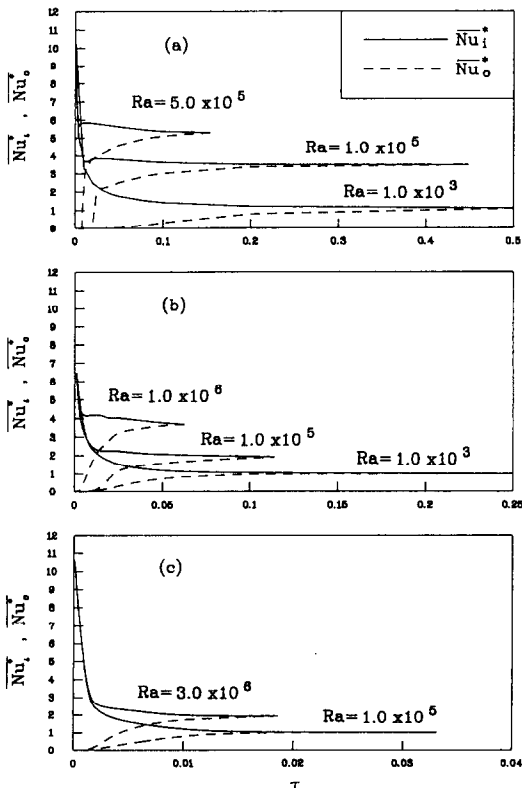 12
11
10
9
8
7
6
5
4
3
2
1
0
(a)
Nu*i
Nu*o
Ra=5.0 x10^5
Ra=1.0 x10^5
Ra=1.0 x10^3
0 0.1 0.2 0.3 0.4 0.5
Nu*i , Nu*o
12
11
10
9
8
7
6
5
4
3
2
1
0
(b)
Ra=1.0 x10^6
Ra=1.0 x10^5
Ra=1.0 x10^3
0 0.05 0.1 0.15 0.2 0.25
Nu*i , Nu*o
12
11
10
9
8
7
6
5
4
3
2
1
0
(c)
Ra=3.0 x10^6
Ra=1.0 x10^5
0 0.01 0.02 0.03 0.04
Nu*i , Nu*o
τ